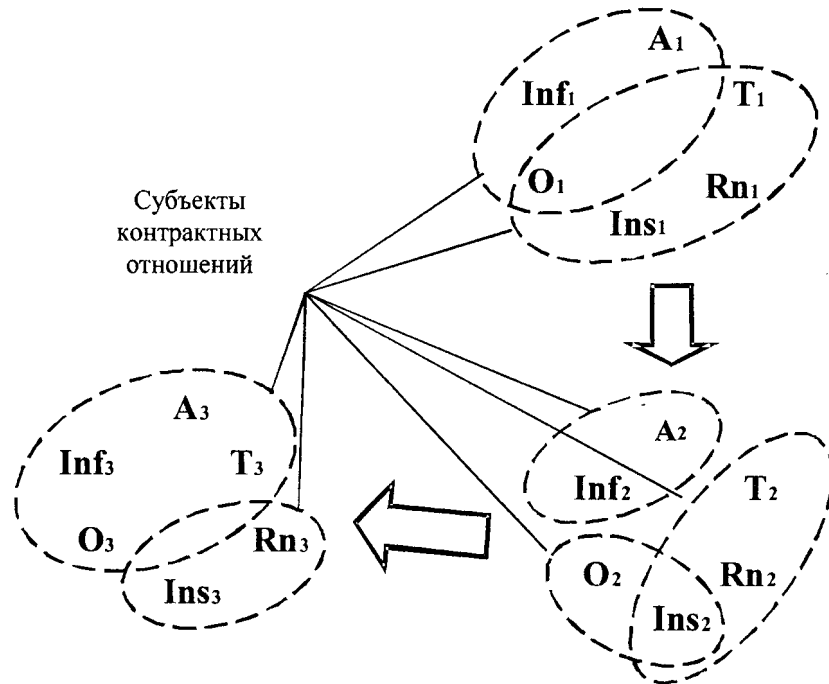 A1
Inf1
T1
O1
Rn1
Ins1
Субъекты
контрактных
отношений
A3
Inf3
T3
O3
Rn3
Ins3
A2
Inf2
T2
O2
Rn2
Ins2